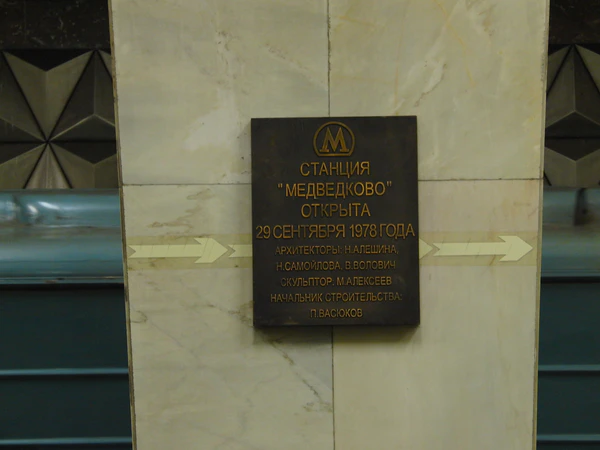 М
СТАНЦИЯ
"МЕДВЕДКОВО"
ОТКРЫТА
29 СЕНТЯБРЯ 1978 ГОДА
АРХИТЕКТОРЫ: Н.АЛЕШИНА,
Н.САМОЙЛОВА, В.ВОЛОВИЧ
СКУЛЬПТОР: М.АЛЕКСЕЕВ
НАЧАЛЬНИК СТРОИТЕЛЬСТВА:
П.ВАСЮКОВ